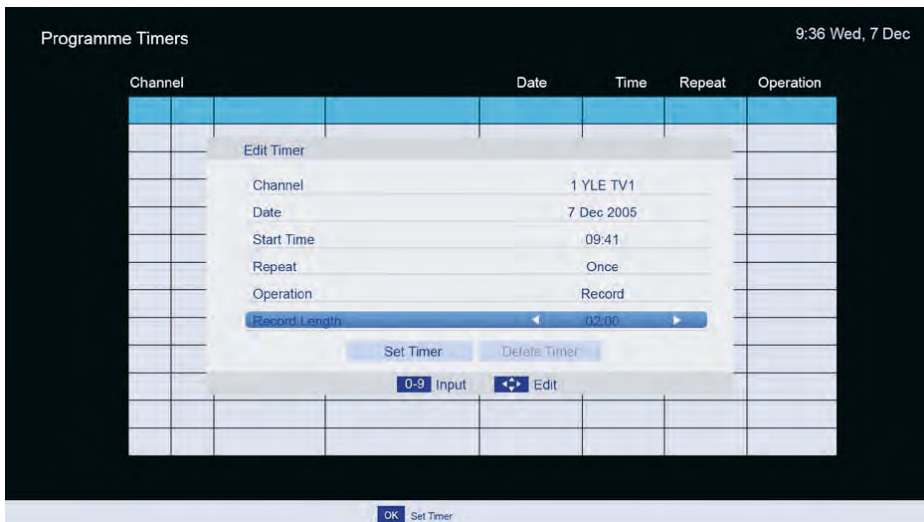 Programme Timers
9:36 Wed, 7 Dec
Channel Date Time Repeat Operation
Edit Timer
Channel 1 YLE TV1
Date 7 Dec 2005
Start Time 09:41
Repeat Once
Operation Record
Record Length 02:00
Set Timer Delete Timer
0-9 Input Edit
OK Set Timer